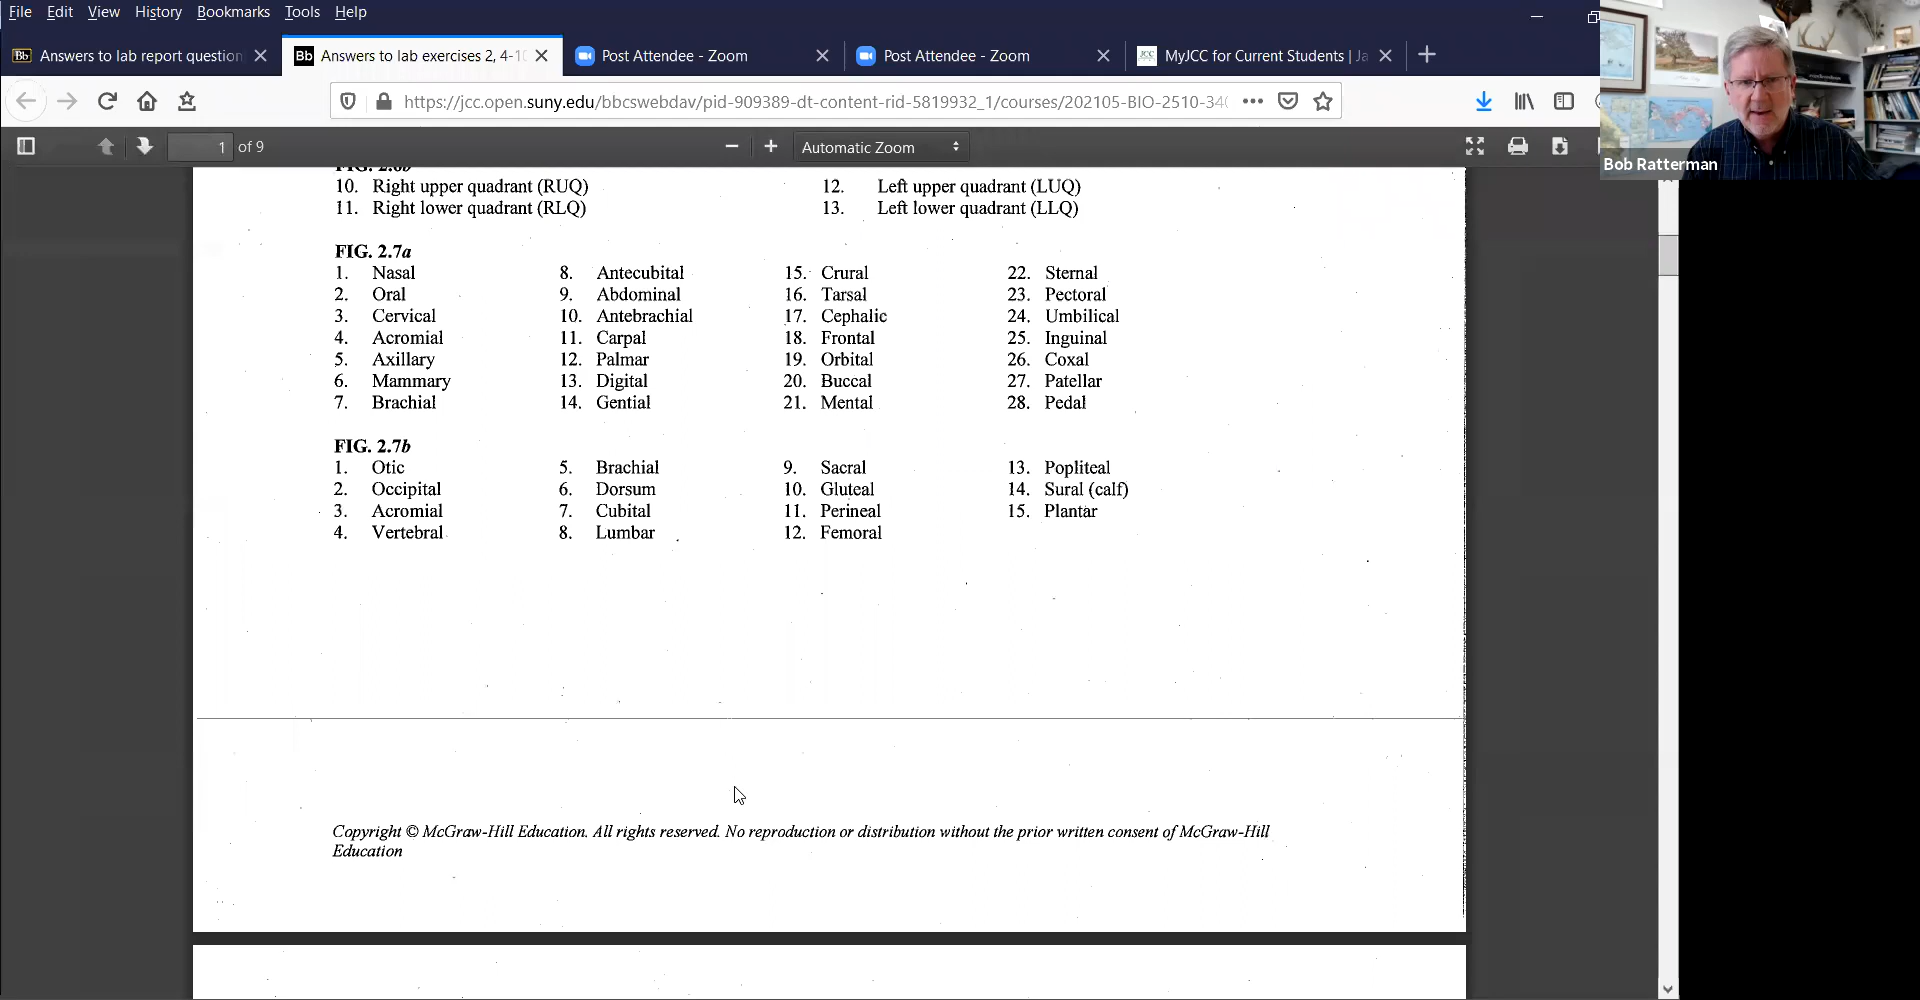 File Edit View History Bookmarks Tools Help
Bb Answers to lab report question
Bb Answers to lab exercises 2, 4-10
Post Attendee - Zoom
Post Attendee - Zoom
JCC MyJCC for Current Students | Ja
https://jcc.open.suny.edu/bbcswebdav/pid-909389-dt-content-rid-5819932_1/courses/202105-BIO-2510-340
1 of 9
Automatic Zoom
Bob Ratterman
FIG. 2.6b
10. Right upper quadrant (RUQ) 12. Left upper quadrant (LUQ)
11. Right lower quadrant (RLQ) 13. Left lower quadrant (LLQ)
FIG. 2.7a
1. Nasal 8. Antecubital 15. Crural 22. Sternal
2. Oral 9. Abdominal 16. Tarsal 23. Pectoral
3. Cervical 10. Antebrachial 17. Cephalic 24. Umbilical
4. Acromial 11. Carpal 18. Frontal 25. Inguinal
5. Axillary 12. Palmar 19. Orbital 26. Coxal
6. Mammary 13. Digital 20. Buccal 27. Patellar
7. Brachial 14. Gential 21. Mental 28. Pedal
FIG. 2.7b
1. Otic 5. Brachial 9. Sacral 13. Popliteal
2. Occipital 6. Dorsum 10. Gluteal 14. Sural (calf)
3. Acromial 7. Cubital 11. Perineal 15. Plantar
4. Vertebral 8. Lumbar 12. Femoral
Copyright © McGraw-Hill Education. All rights reserved. No reproduction or distribution without the prior written consent of McGraw-Hill
Education